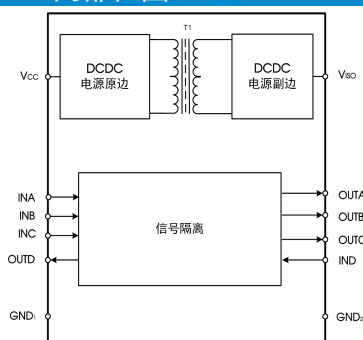 T1
DCDC
电源原边
DCDC
电源副边
Vcc
VISO
INA
INB
INC
OUTD
信号隔离
OUTA
OUTB
OUTC
IND
GND1
GND2